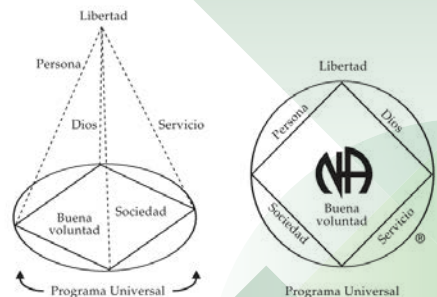 Libertad
Persona
Dios
Servicio
Buena
voluntad
Sociedad
Programa Universal
Libertad
Persona
Dios
NA
Buena
voluntad
Sociedad
Servicio
®
Programa Universal